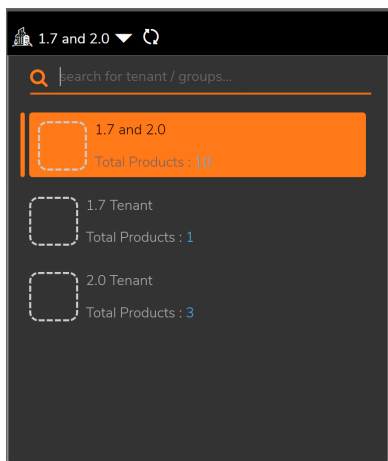 1.7 and 2.0
search for tenant / groups...
1.7 and 2.0
Total Products : 10
1.7 Tenant
Total Products : 1
2.0 Tenant
Total Products : 3